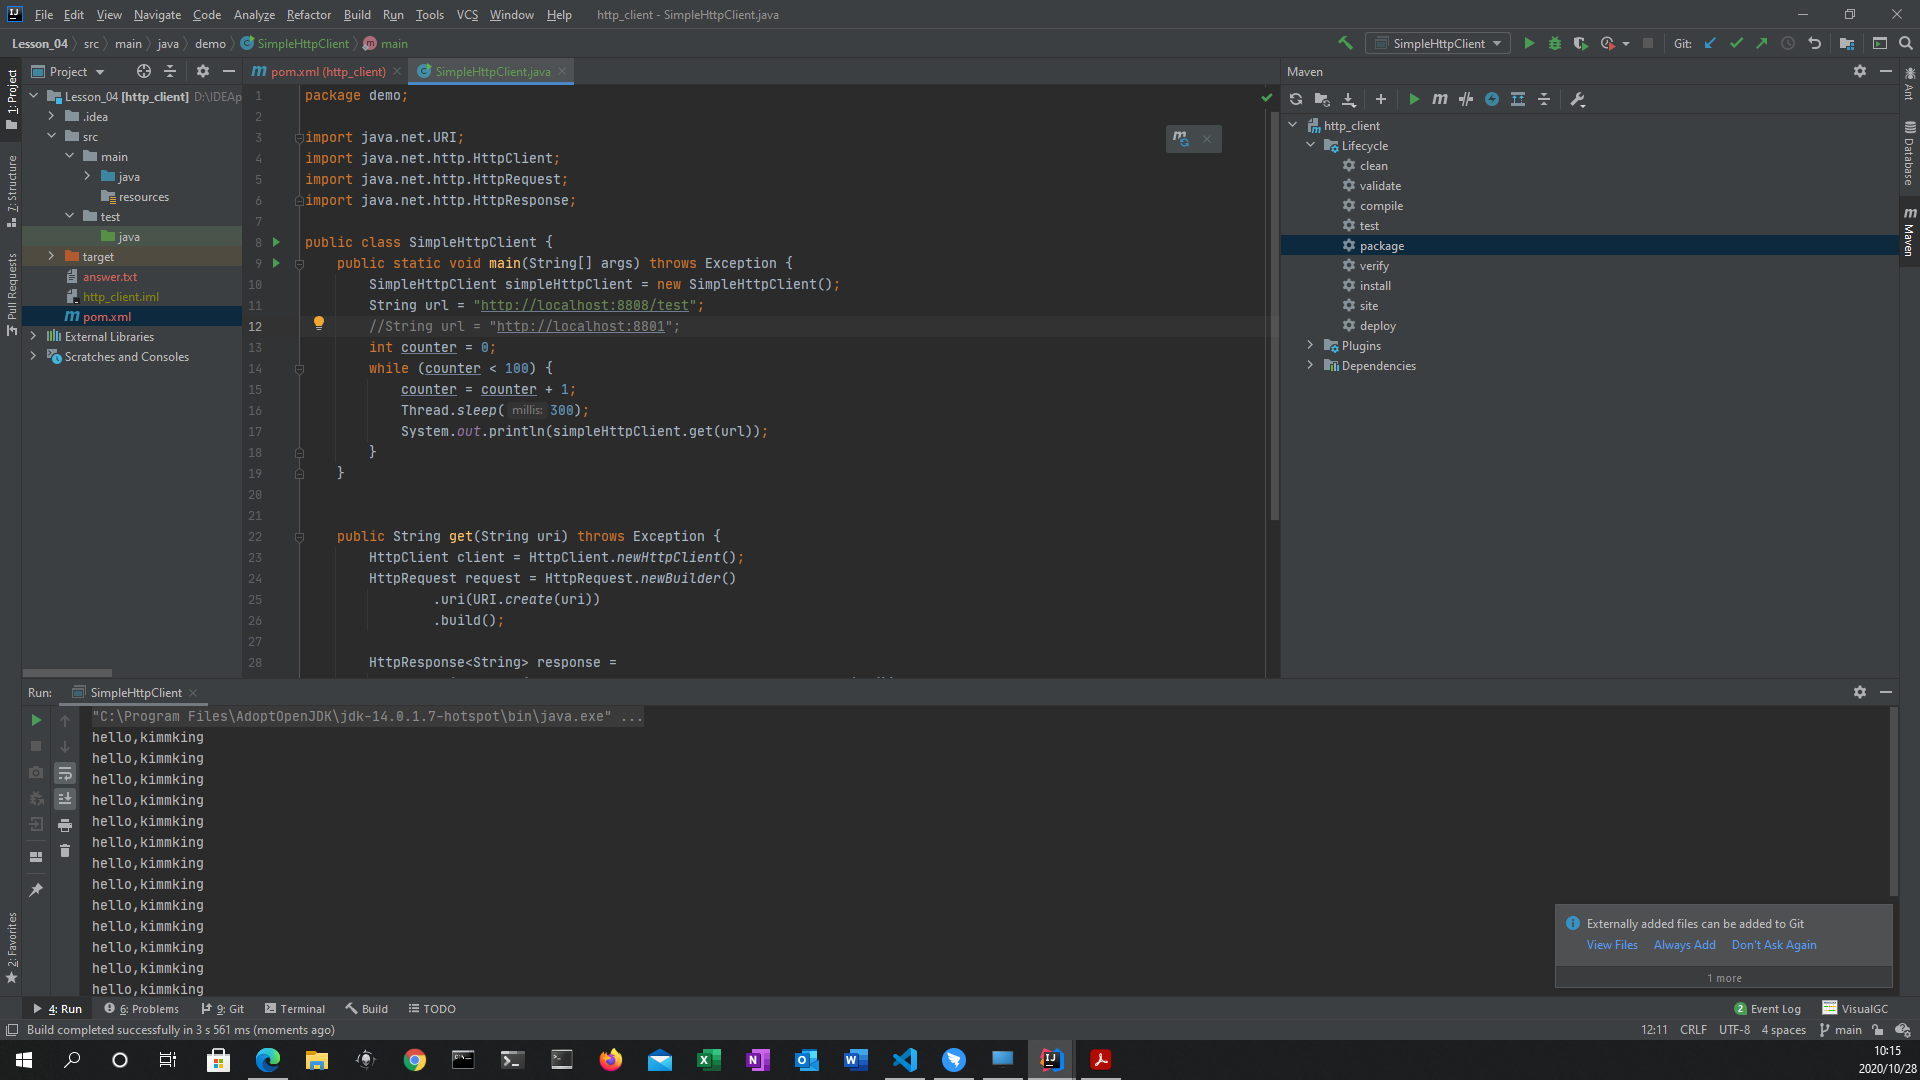 File Edit View Navigate Code Analyze Refactor Build Run Tools VCS Window Help http_client - SimpleHttpClient.java
Lesson_04 src main java demo SimpleHttpClient main
SimpleHttpClient
Git:
Project
pom.xml (http_client)
SimpleHttpClient.java
Maven
1: Project
7: Structure
Pull Requests
2: Favorites
Ant
Database
Maven
Lesson_04 [http_client] D:\IDEAp
.idea
src
main
java
resources
test
java
target
answer.txt
http_client.iml
pom.xml
External Libraries
Scratches and Consoles
1 package demo;
2
3 import java.net.URI;
4 import java.net.http.HttpClient;
5 import java.net.http.HttpRequest;
6 import java.net.http.HttpResponse;
7
8 public class SimpleHttpClient {
9 public static void main(String[] args) throws Exception {
10 SimpleHttpClient simpleHttpClient = new SimpleHttpClient();
11 String url = "http://localhost:8808/test";
12 //String url = "http://localhost:8801";
13 int counter = 0;
14 while (counter < 100) {
15 counter = counter + 1;
16 Thread.sleep( millis: 300);
17 System.out.println(simpleHttpClient.get(url));
18 }
19 }
20
21
22 public String get(String uri) throws Exception {
23 HttpClient client = HttpClient.newHttpClient();
24 HttpRequest request = HttpRequest.newBuilder()
25 .uri(URI.create(uri))
26 .build();
27
28 HttpResponse<String> response =
http_client
Lifecycle
clean
validate
compile
test
package
verify
install
site
deploy
Plugins
Dependencies
Run: SimpleHttpClient
"C:\Program Files\AdoptOpenJDK\jdk-14.0.1.7-hotspot\bin\java.exe" ...
hello,kimmking
hello,kimmking
hello,kimmking
hello,kimmking
hello,kimmking
hello,kimmking
hello,kimmking
hello,kimmking
hello,kimmking
hello,kimmking
hello,kimmking
hello,kimmking
hello,kimmking
Externally added files can be added to Git
View Files Always Add Don't Ask Again
1 more
4: Run 6: Problems 9: Git Terminal Build TODO
2 Event Log VisualGC
Build completed successfully in 3 s 561 ms (moments ago)
12:11 CRLF UTF-8 4 spaces main
10:15
2020/10/28